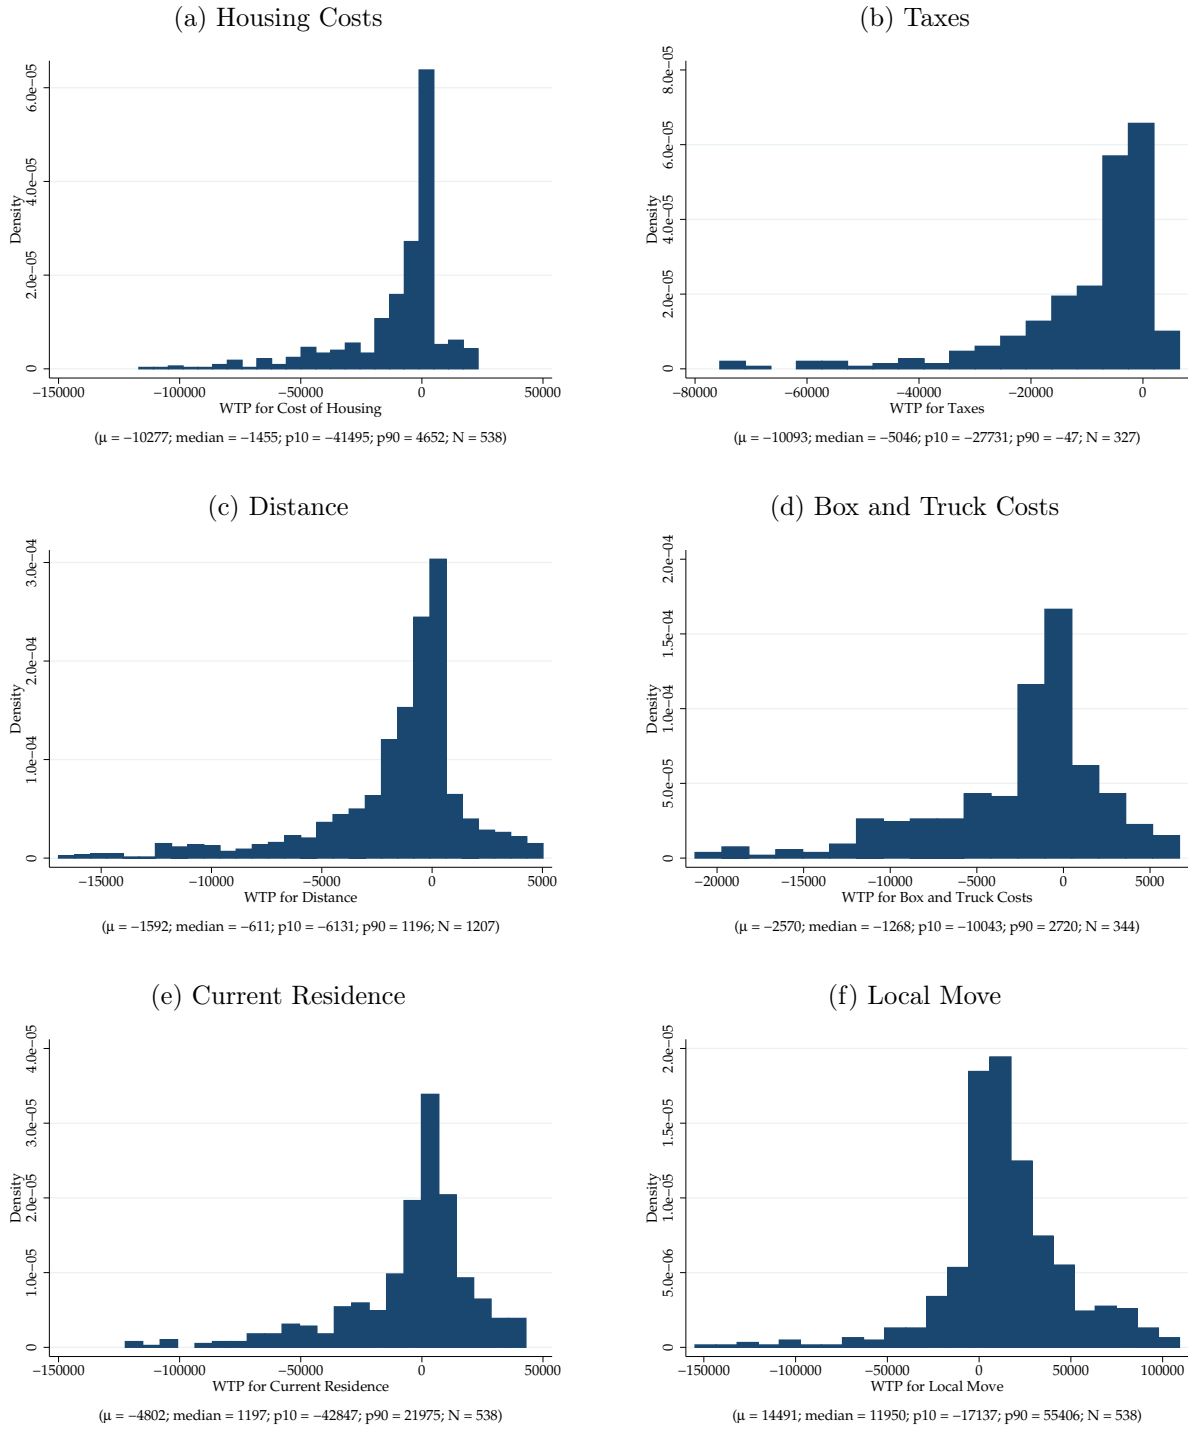 (a) Housing Costs
Density
6.0e−05
4.0e−05
2.0e−05
0
−150000 −100000 −50000 0 50000
WTP for Cost of Housing
(μ = −10277; median = −1455; p10 = −41495; p90 = 4652; N = 538)
(b) Taxes
Density
8.0e−05
6.0e−05
4.0e−05
2.0e−05
0
−80000 −60000 −40000 −20000 0
WTP for Taxes
(μ = −10093; median = −5046; p10 = −27731; p90 = −47; N = 327)
(c) Distance
Density
3.0e−04
2.0e−04
1.0e−04
0
−15000 −10000 −5000 0 5000
WTP for Distance
(μ = −1592; median = −611; p10 = −6131; p90 = 1196; N = 1207)
(d) Box and Truck Costs
Density
2.0e−04
1.5e−04
1.0e−04
5.0e−05
0
−20000 −15000 −10000 −5000 0 5000
WTP for Box and Truck Costs
(μ = −2570; median = −1268; p10 = −10043; p90 = 2720; N = 344)
(e) Current Residence
Density
4.0e−05
3.0e−05
2.0e−05
1.0e−05
0
−150000 −100000 −50000 0 50000
WTP for Current Residence
(μ = −4802; median = 1197; p10 = −42847; p90 = 21975; N = 538)
(f) Local Move
Density
2.0e−05
1.5e−05
1.0e−05
5.0e−06
0
−150000 −100000 −50000 0 50000 100000
WTP for Local Move
(μ = 14491; median = 11950; p10 = −17137; p90 = 55406; N = 538)